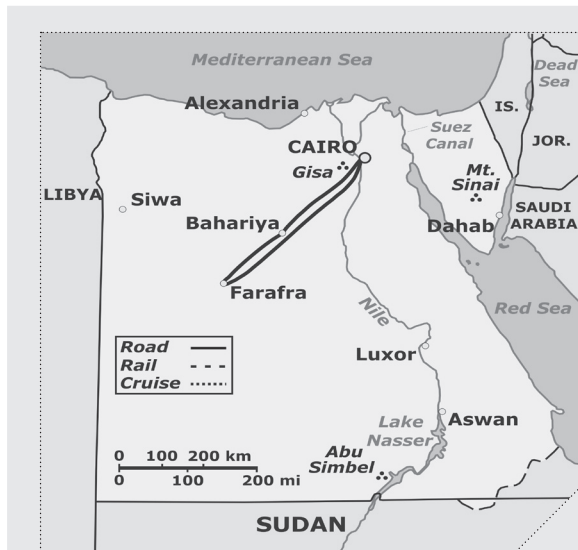 Mediterranean Sea
Dead
Sea
Alexandria
IS.
Suez
Canal
JOR.
CAIRO
Gisa
Mt.
Sinai
LIBYA
Siwa
SAUDI
ARABIA
Bahariya
Dahab
Farafra
Red Sea
Nile
Road
Rail
Cruise
Luxor
Lake
Nasser
Aswan
Abu
Simbel
0 100 200 km
0 100 200 mi
SUDAN